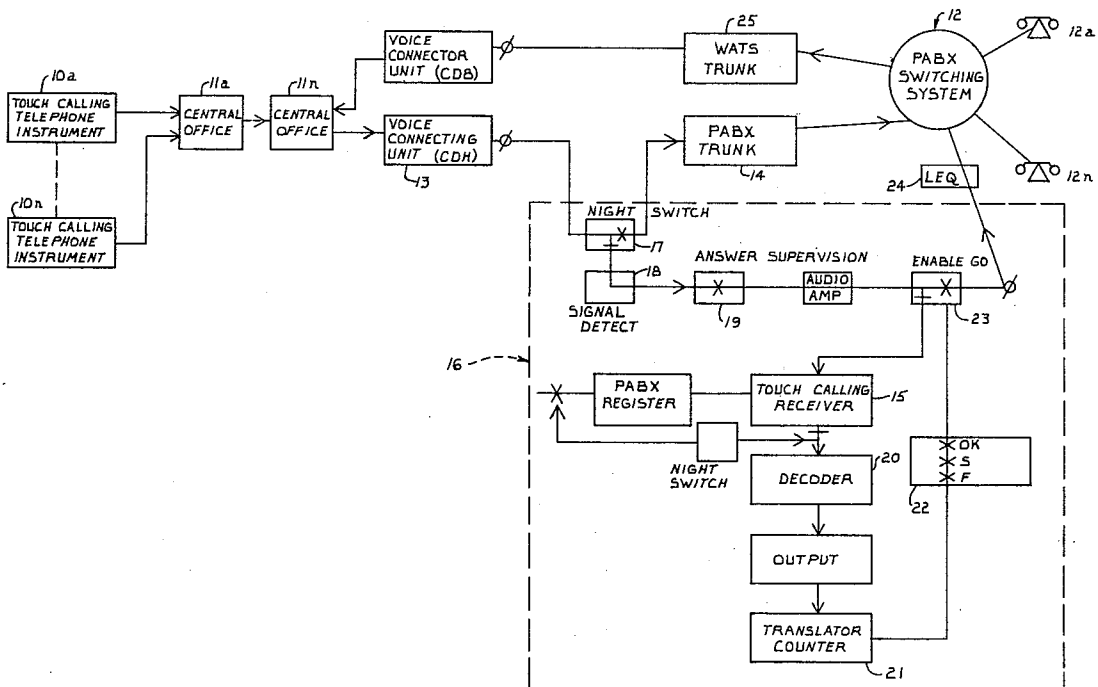 12
25
VOICE
CONNECTOR
UNIT (CDB)
WATS
TRUNK
12a
10a
11a
11n
PABX
SWITCHING
SYSTEM
TOUCH CALLING
TELEPHONE
INSTRUMENT
CENTRAL
OFFICE
CENTRAL
OFFICE
VOICE
CONNECTING
UNIT (CDH)
13
PABX
TRUNK
14
24
LEQ
12n
10n
TOUCH CALLING
TELEPHONE
INSTRUMENT
NIGHT SWITCH
17
18
SIGNAL
DETECT
ANSWER SUPERVISION
19
AUDIO
AMP
ENABLE GO
23
16
PABX
REGISTER
TOUCH CALLING
RECEIVER
15
NIGHT
SWITCH
20
DECODER
OK
S
F
22
OUTPUT
TRANSLATOR
COUNTER
21